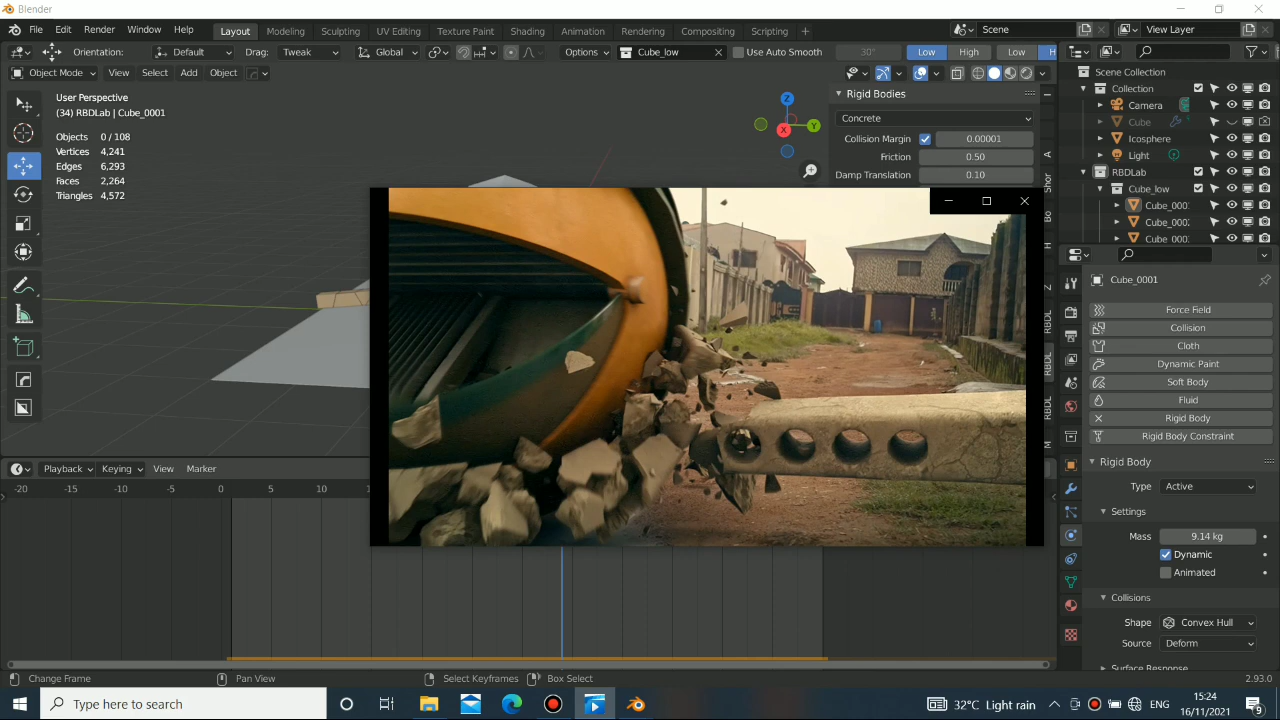 Blender
File Edit Render Window Help Layout Modeling Sculpting UV Editing Texture Paint Shading Animation Rendering Compositing Scripting + Scene View Layer
Orientation: Default Drag: Tweak Global Options Cube_low Use Auto Smooth 30° Low High Low H
Object Mode View Select Add Object
User Perspective
(34) RBDLab | Cube_0001
Objects 0 / 108
Vertices 4,241
Edges 6,293
Faces 2,264
Triangles 4,572
Z
Y
X
Rigid Bodies
Concrete
Collision Margin 0.00001
Friction 0.50
Damp Translation 0.10
I
A
Shor
Bo
H
Z
RBDL
RBDL
RBDL
M
Scene Collection
Collection
Camera
Cube
Icosphere
Light
RBDLab
Cube_low
Cube_000
Cube_000
Cube_000
Cube_0001
Force Field
Collision
Cloth
Dynamic Paint
Soft Body
Fluid
Rigid Body
Rigid Body Constraint
Rigid Body
Type Active
Settings
Mass 9.14 kg
Dynamic
Animated
Collisions
Shape Convex Hull
Source Deform
Surface Response
Playback Keying View Marker
-20 -15 -10 -5 0 5 10
Change Frame Pan View Select Keyframes Box Select 2.93.0
Type here to search
32°C Light rain
ENG
15:24
16/11/2021
9